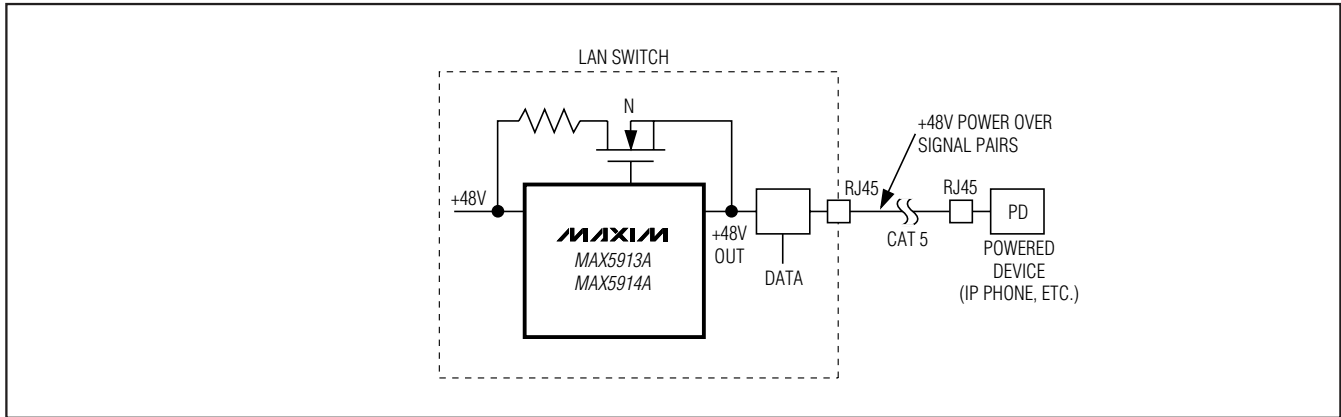 LAN SWITCH
N
+48V POWER OVER
SIGNAL PAIRS
+48V
RJ45
RJ45
MAXIM
MAX5913A
MAX5914A
+48V
OUT
DATA
CAT 5
PD
POWERED
DEVICE
(IP PHONE, ETC.)